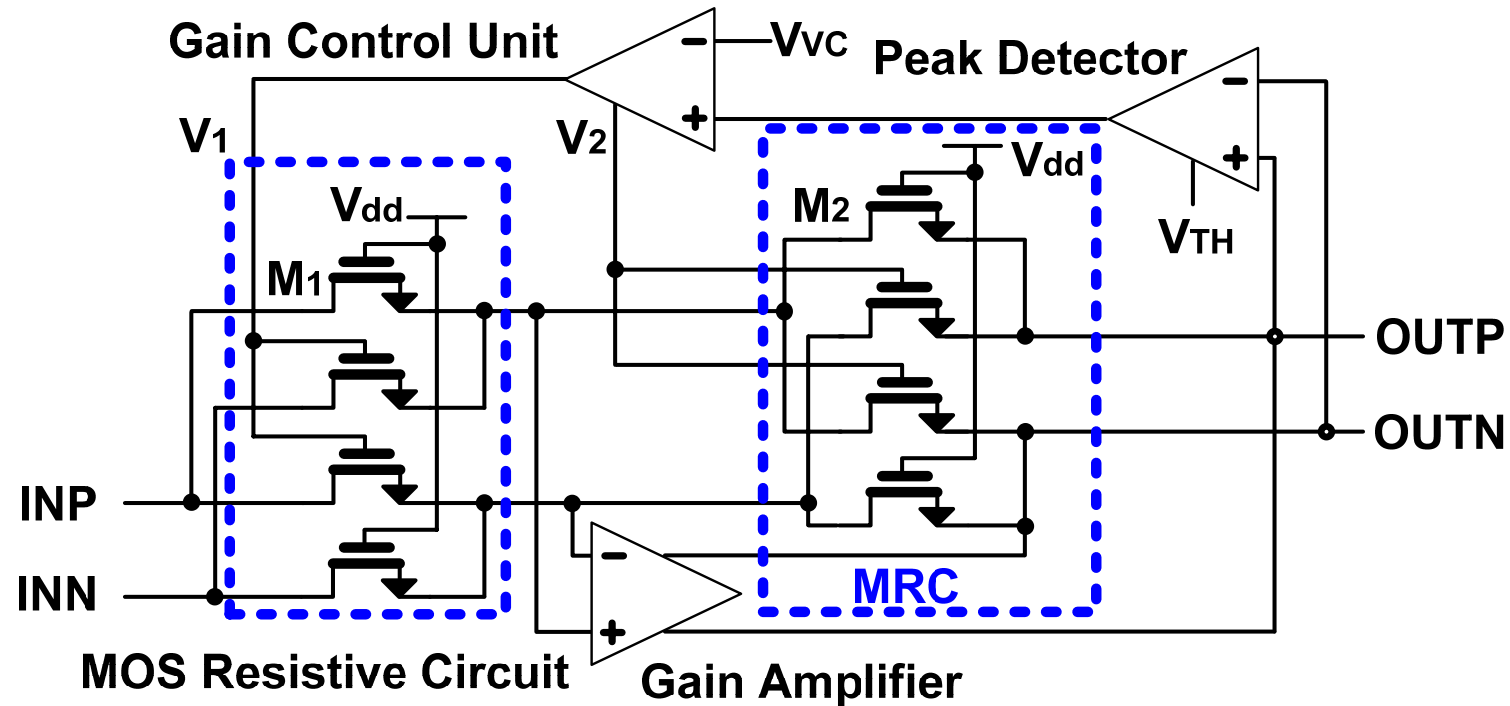 Gain Control Unit
VVC
Peak Detector
V1
V2
Vdd
Vdd
M2
VTH
M1
OUTP
OUTN
INP
INN
MRC
MOS Resistive Circuit
Gain Amplifier